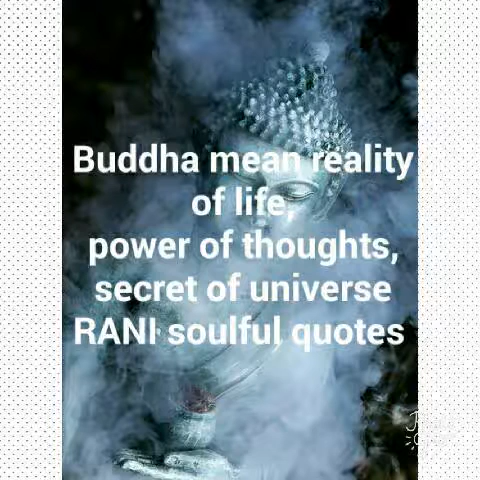 Buddha mean reality
of life,
power of thoughts,
secret of universe
RANI soulful quotes